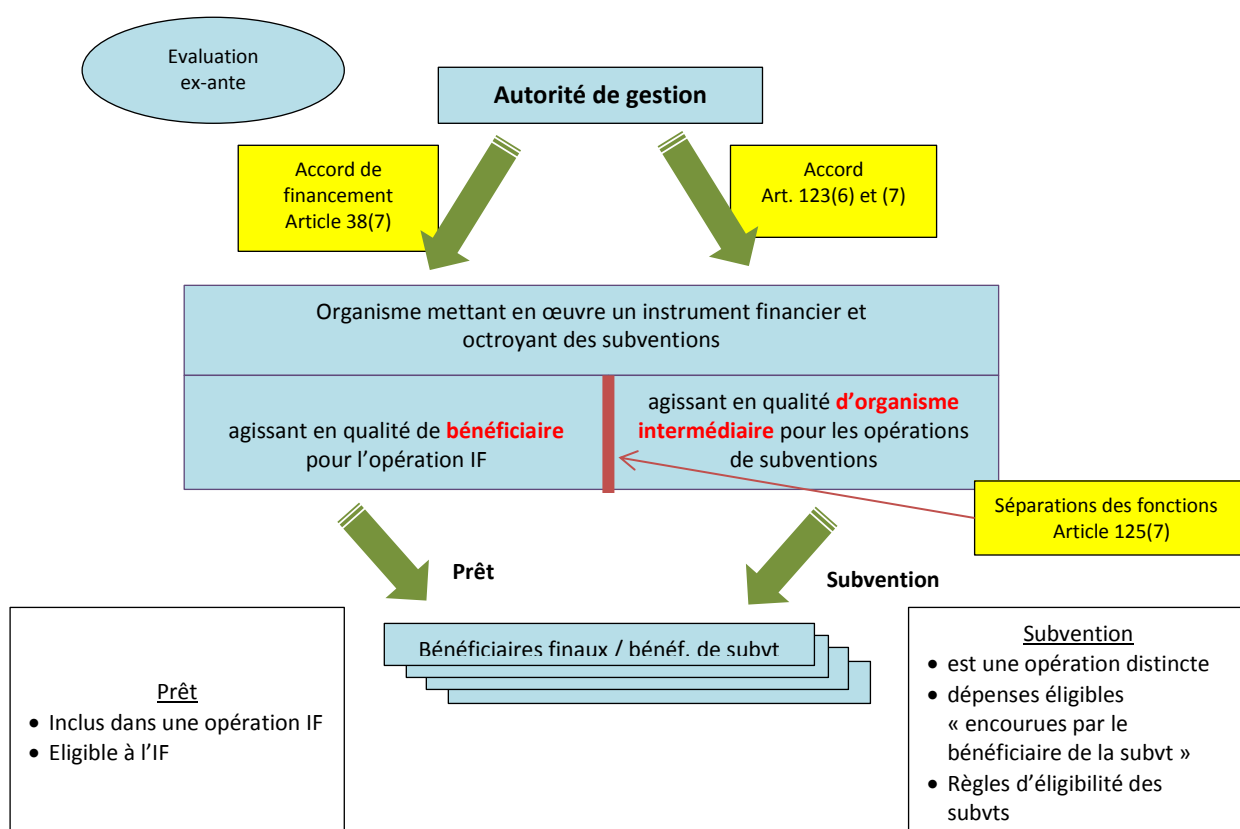 Evaluation
ex-ante
Autorité de gestion
Accord de
financement
Article 38(7)
Accord
Art. 123(6) et (7)
Organisme mettant en œuvre un instrument financier et
octroyant des subventions
agissant en qualité de bénéficiaire
pour l’opération IF
agissant en qualité d’organisme
intermédiaire pour les opérations
de subventions
Séparations des fonctions
Article 125(7)
Prêt
Subvention
Bénéficiaires finaux / bénéf. de subvt
Prêt
• Inclus dans une opération IF
• Eligible à l’IF
Subvention
• est une opération distincte
• dépenses éligibles
« encourues par le
bénéficiaire de la subvt »
• Règles d’éligibilité des
subvts